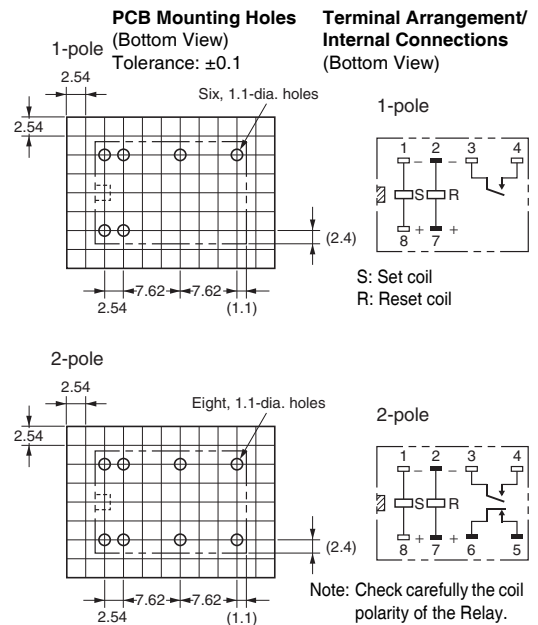 PCB Mounting Holes
(Bottom View)
Tolerance: ±0.1
1-pole
2.54
2.54
Six, 1.1-dia. holes
(2.4)
7.62 7.62
2.54 (1.1)
Terminal Arrangement/
Internal Connections
(Bottom View)
1-pole
1 2 3 4
– –
S R
+ +
8 7
S: Set coil
R: Reset coil
2-pole
2.54
2.54
Eight, 1.1-dia. holes
(2.4)
7.62 7.62
2.54 (1.1)
2-pole
1 2 3 4
– –
S R
+ +
8 7 6 5
Note: Check carefully the coil
polarity of the Relay.